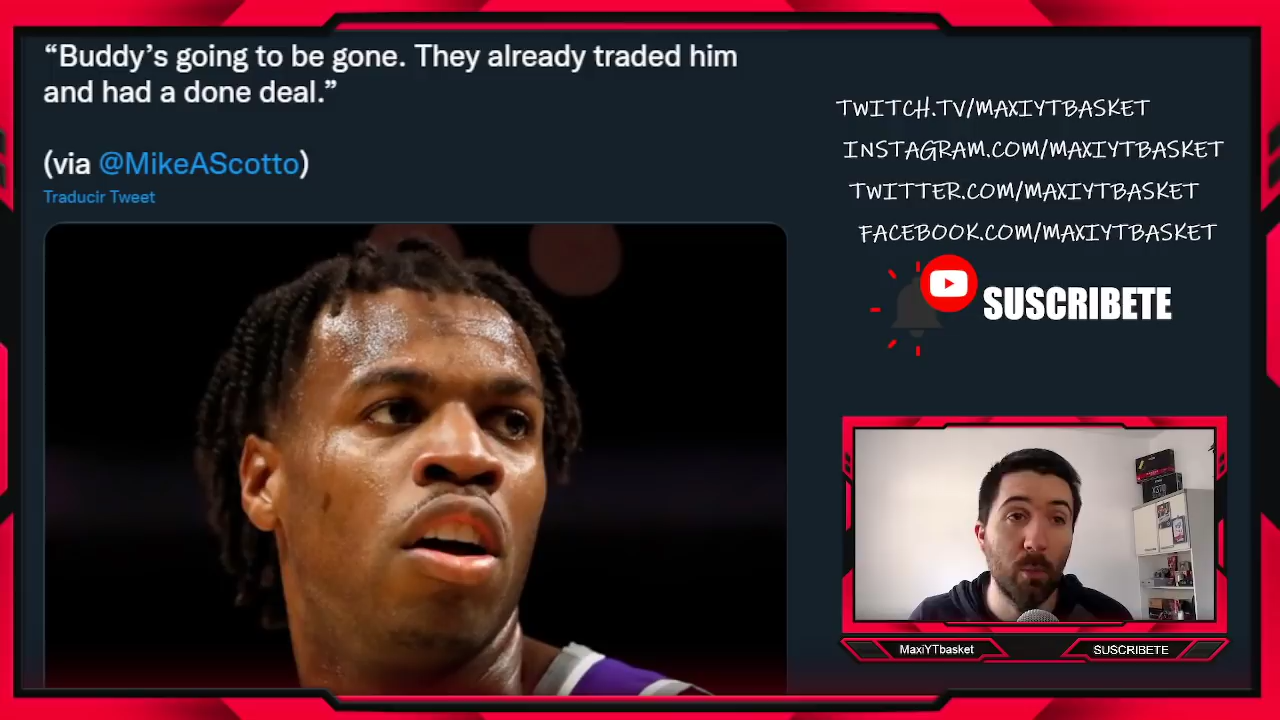 “Buddy’s going to be gone. They already traded him
and had a done deal.”
(via @MikeAScotto)
Traducir Tweet
TWITCH.TV/MAXIYTBASKET
INSTAGRAM.COM/MAXIYTBASKET
TWITTER.COM/MAXIYTBASKET
FACEBOOK.COM/MAXIYTBASKET
SUSCRIBETE
MaxiYTbasket
SUSCRIBETE